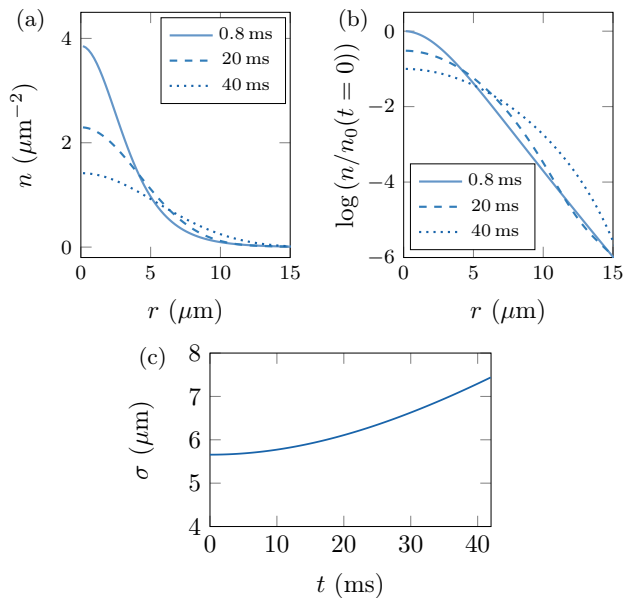 (a)
4
2
0
n (μm⁻²)
0.8 ms
20 ms
40 ms
0 5 10 15
r (μm)
(b)
0
−2
−4
−6
log (n/n₀(t = 0))
0.8 ms
20 ms
40 ms
0 5 10 15
r (μm)
(c)
8
7
6
5
4
σ (μm)
0 10 20 30 40
t (ms)